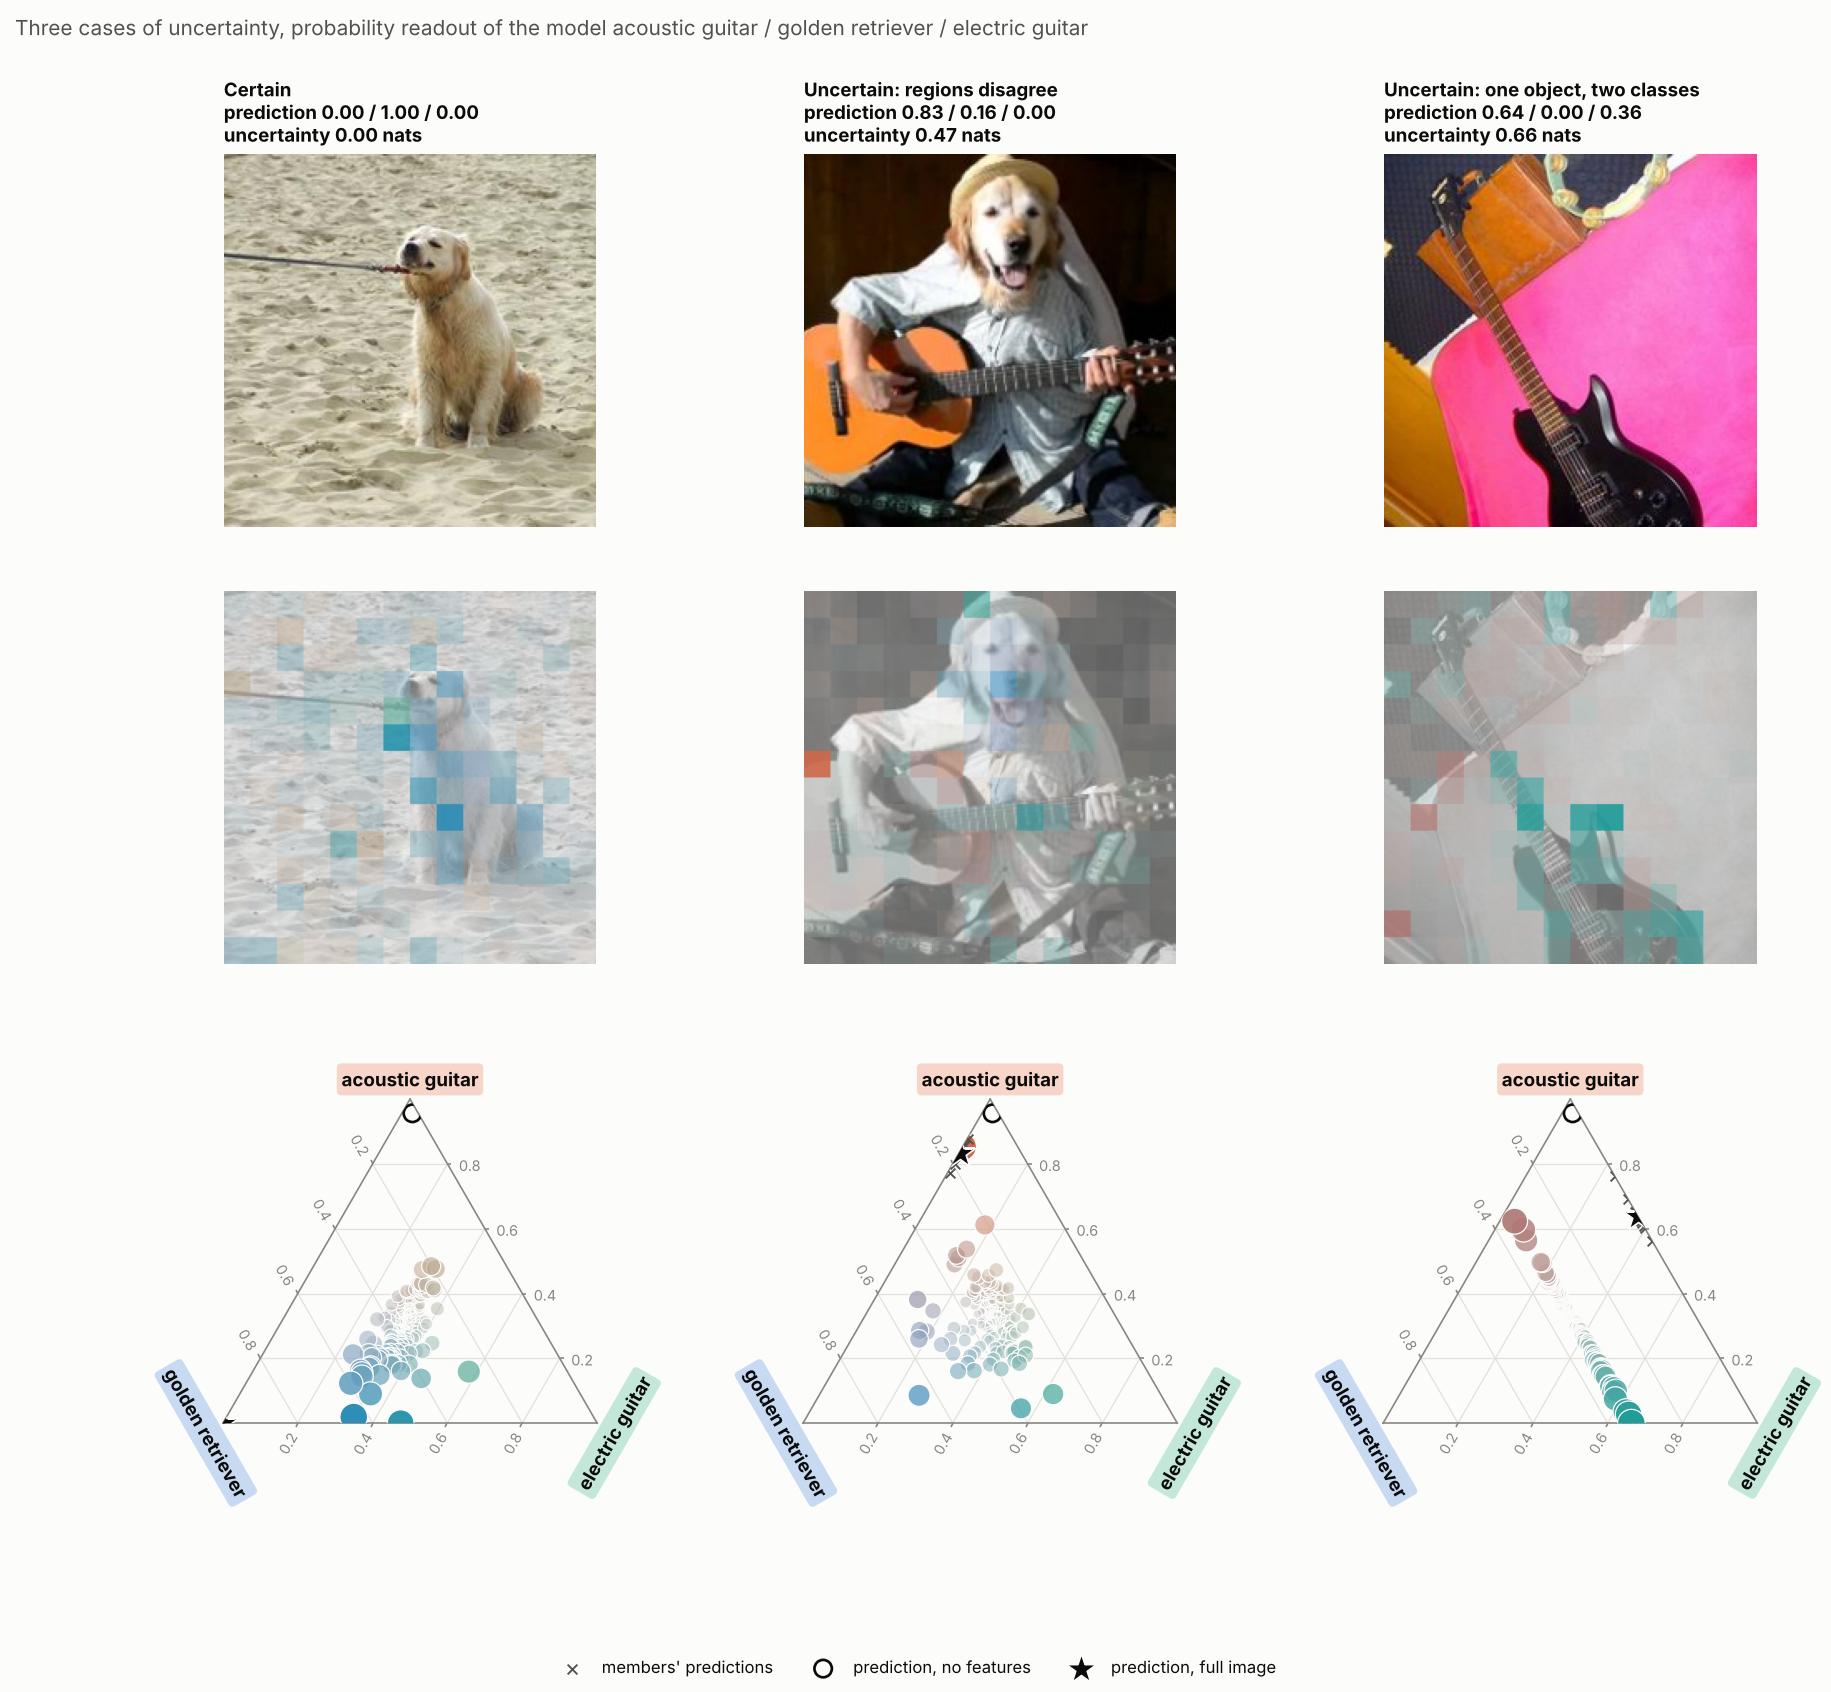 Three cases of uncertainty, probability readout of the model acoustic guitar / golden retriever / electric guitar
Certain
prediction 0.00 / 1.00 / 0.00
uncertainty 0.00 nats
Uncertain: regions disagree
prediction 0.83 / 0.16 / 0.00
uncertainty 0.47 nats
Uncertain: one object, two classes
prediction 0.64 / 0.00 / 0.36
uncertainty 0.66 nats
acoustic guitar
0.2
0.8
0.4
0.6
0.6
0.4
0.8
0.2
golden retriever
electric guitar
0.2
0.4
0.6
0.8
acoustic guitar
0.2
0.8
0.4
0.6
0.6
0.4
0.8
0.2
golden retriever
electric guitar
0.2
0.4
0.6
0.8
acoustic guitar
0.2
0.8
0.4
0.6
0.6
0.4
0.8
0.2
golden retriever
electric guitar
0.2
0.4
0.6
0.8
members' predictions
prediction, no features
prediction, full image